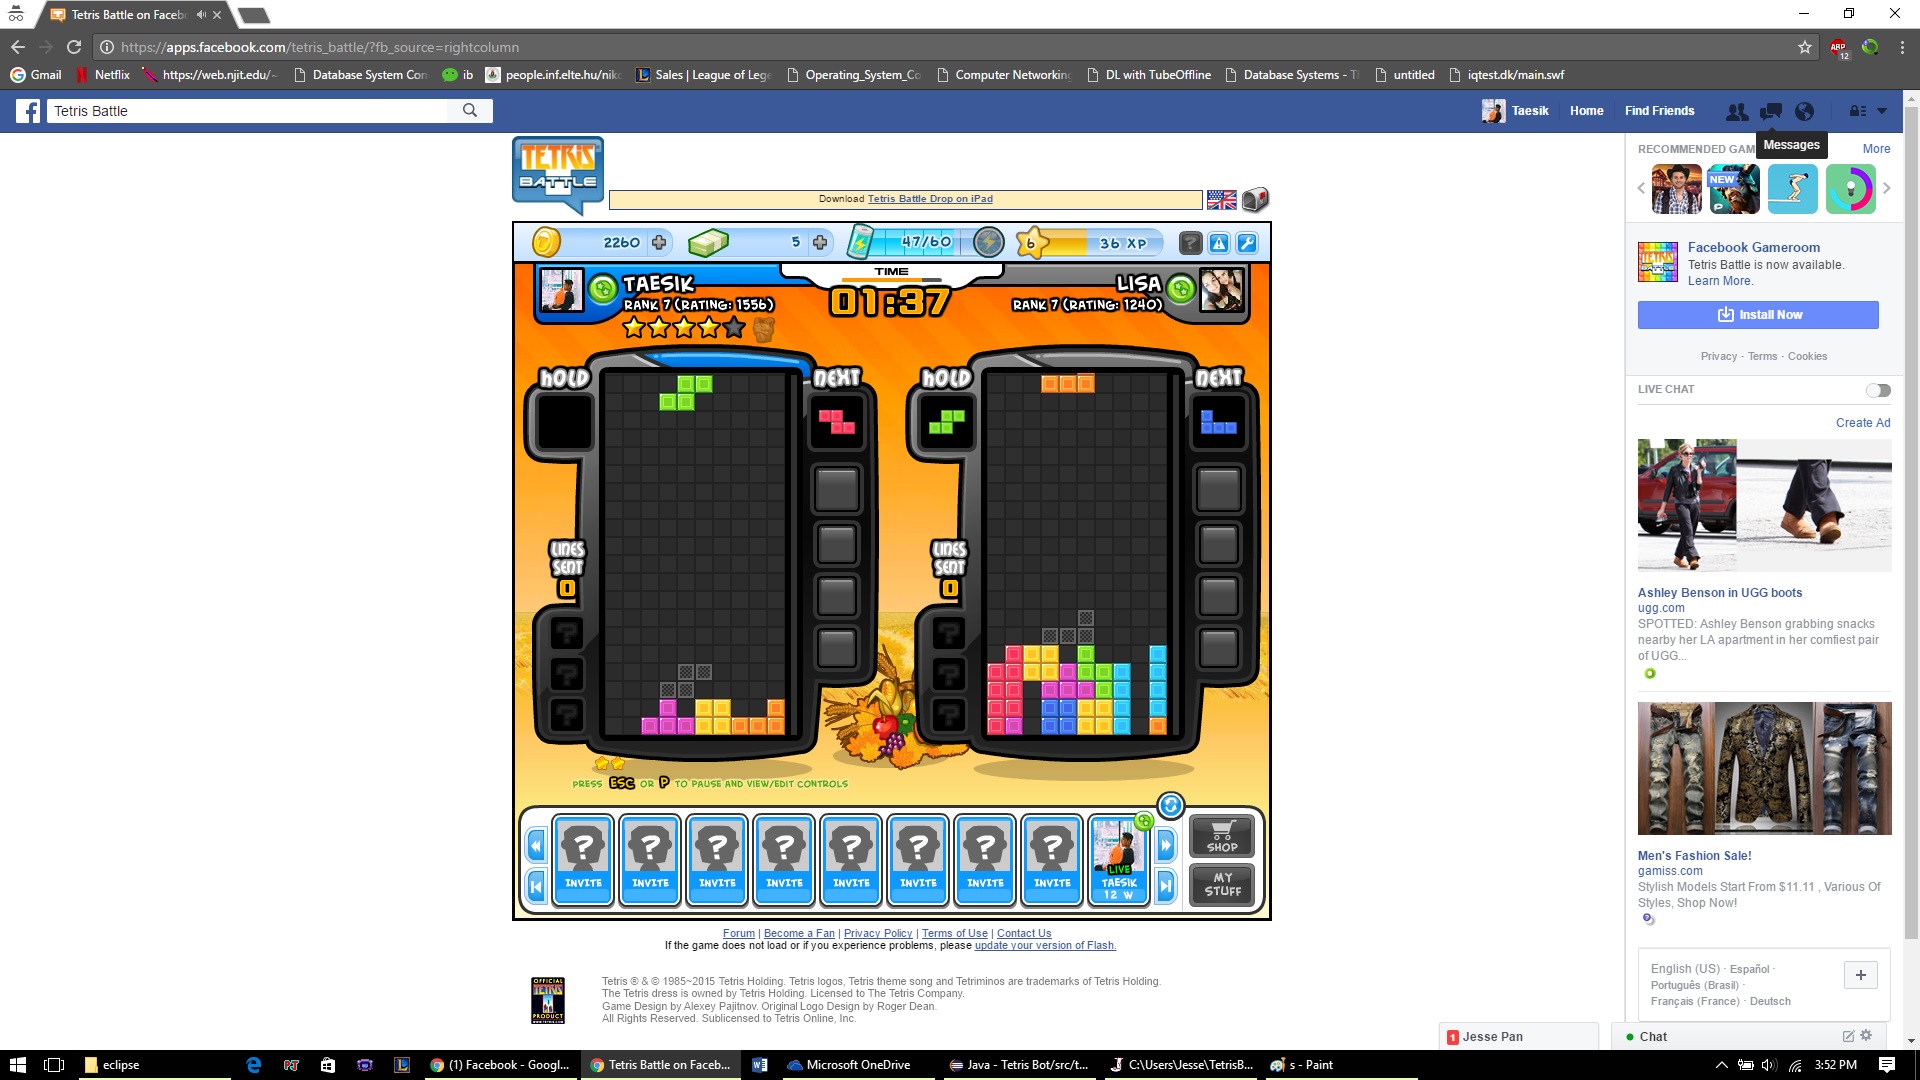 Tetris Battle on Faceb
https://apps.facebook.com/tetris_battle/?fb_source=rightcolumn
ABP
12
Gmail
Netflix
https://web.njit.edu/
Database System Con
ib
people.inf.elte.hu/nik
Sales | League of Leg
Operating_System_Co
Computer Networking
DL with TubeOffline
Database Systems - T
untitled
iqtest.dk/main.swf
Tetris Battle
Taesik
Home
Find Friends
Messages
TETRIS
BATTLE
Download Tetris Battle Drop on iPad
RECOMMENDED GAM
More
NEW
2260
5
47/60
6
36 XP
?
TAESIK
RANK 7 (RATING: 1556)
TIME
01:37
LISA
RANK 7 (RATING: 1240)
HOLD
NEXT
HOLD
NEXT
LINES
SENT
0
LINES
SENT
0
?
?
?
?
?
?
PRESS ESC OR P TO PAUSE AND VIEW/EDIT CONTROLS
?
?
?
?
?
?
?
?
INVITE
INVITE
INVITE
INVITE
INVITE
INVITE
INVITE
INVITE
LIVE
TAESIK
12 W
SHOP
MY
STUFF
Forum | Become a Fan | Privacy Policy | Terms of Use | Contact Us
If the game does not load or if you experience problems, please update your version of Flash.
OFFICIAL
TETRIS
PRODUCT
Tetris ® & © 1985~2015 Tetris Holding. Tetris logos, Tetris theme song and Tetriminos are trademarks of Tetris Holding.
The Tetris dress is owned by Tetris Holding. Licensed to The Tetris Company.
Game Design by Alexey Pajitnov. Original Logo Design by Roger Dean.
All Rights Reserved. Sublicensed to Tetris Online, Inc.
Facebook Gameroom
Tetris Battle is now available.
Learn More.
Install Now
Privacy · Terms · Cookies
LIVE CHAT
Create Ad
Ashley Benson in UGG boots
ugg.com
SPOTTED: Ashley Benson grabbing snacks
nearby her LA apartment in her comfiest pair
of UGG...
Men's Fashion Sale!
gamiss.com
Stylish Models Start From $11.11 , Various Of
Styles, Shop Now!
English (US) · Español ·
Português (Brasil) ·
Français (France) · Deutsch
1 Jesse Pan
Chat
eclipse
(1) Facebook - Googl...
Tetris Battle on Faceb...
Microsoft OneDrive
Java - Tetris Bot/src/t...
C:\Users\Jesse\TetrisB...
s - Paint
3:52 PM